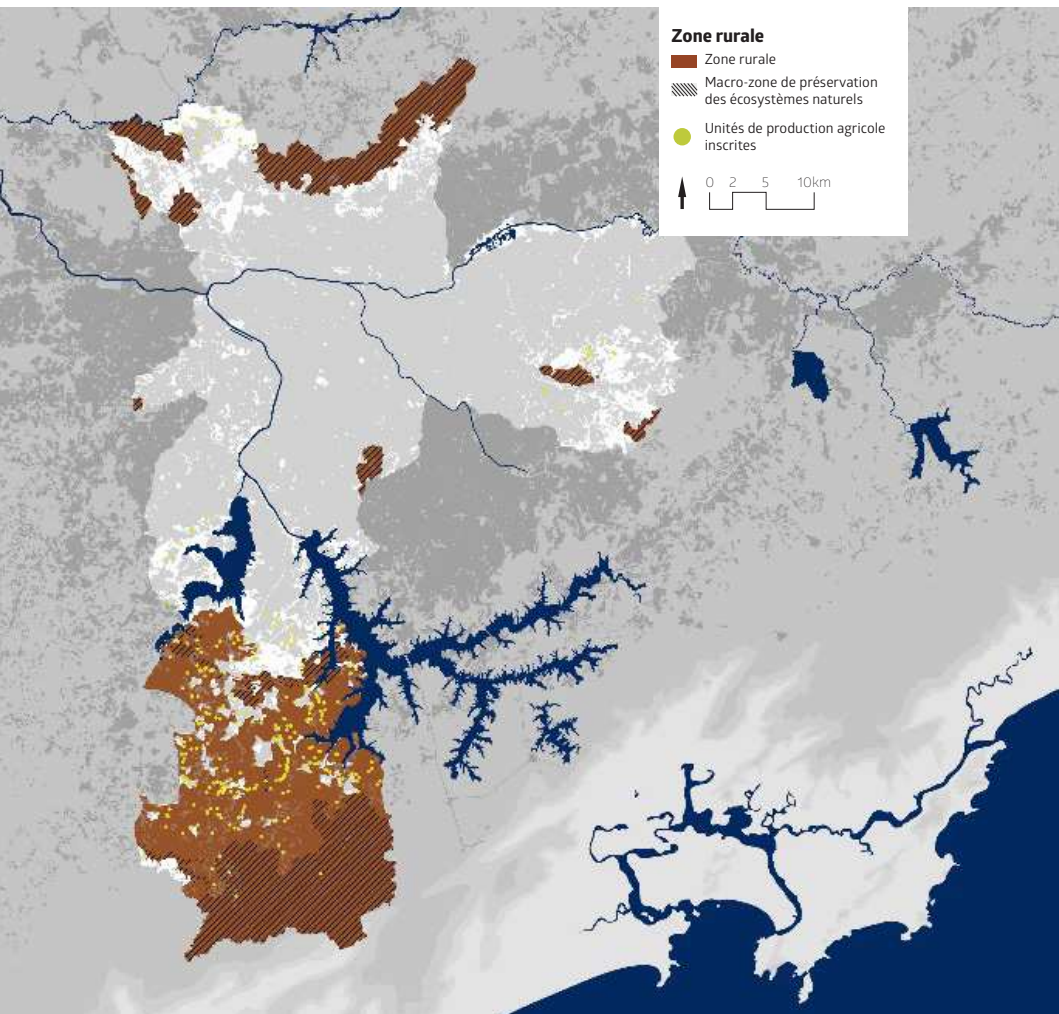 Zone rurale
Zone rurale
Macro-zone de préservation
des écosystèmes naturels
Unités de production agricole
inscrites
0 2 5 10km